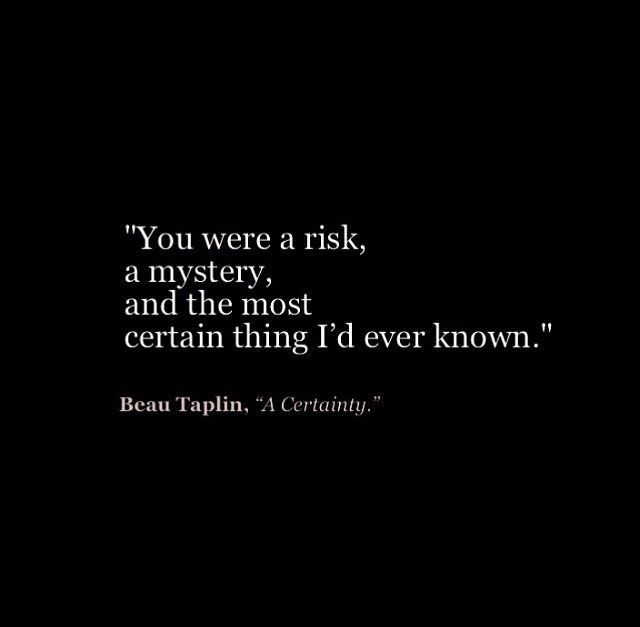 "You were a risk,
a mystery,
and the most
certain thing I’d ever known."
Beau Taplin, “A Certainty.”